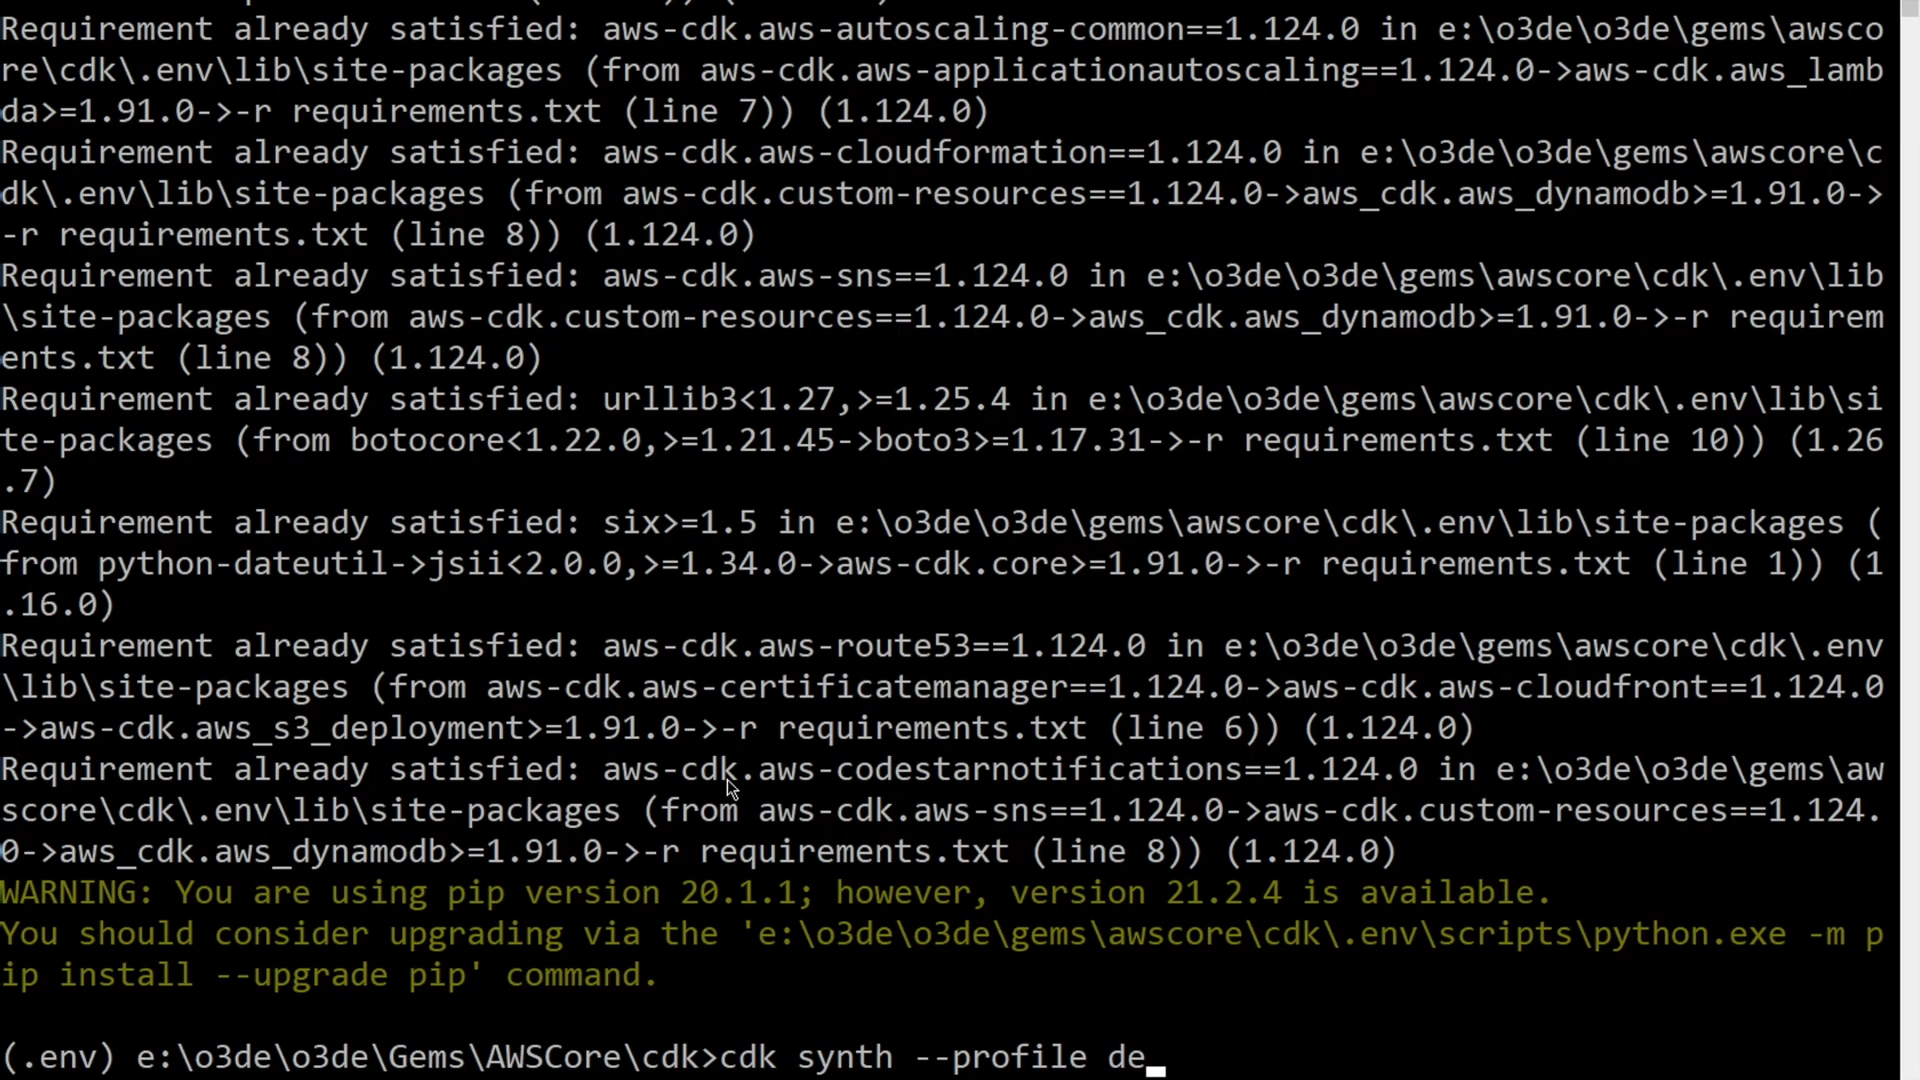 Requirement already satisfied: aws-cdk.aws-autoscaling-common==1.124.0 in e:\o3de\o3de\gems\awsco
re\cdk\.env\lib\site-packages (from aws-cdk.aws-applicationautoscaling==1.124.0->aws-cdk.aws_lamb
da>=1.91.0->-r requirements.txt (line 7)) (1.124.0)
Requirement already satisfied: aws-cdk.aws-cloudformation==1.124.0 in e:\o3de\o3de\gems\awscore\c
dk\.env\lib\site-packages (from aws-cdk.custom-resources==1.124.0->aws_cdk.aws_dynamodb>=1.91.0->
-r requirements.txt (line 8)) (1.124.0)
Requirement already satisfied: aws-cdk.aws-sns==1.124.0 in e:\o3de\o3de\gems\awscore\cdk\.env\lib
\site-packages (from aws-cdk.custom-resources==1.124.0->aws_cdk.aws_dynamodb>=1.91.0->-r requirem
ents.txt (line 8)) (1.124.0)
Requirement already satisfied: urllib3<1.27,>=1.25.4 in e:\o3de\o3de\gems\awscore\cdk\.env\lib\si
te-packages (from botocore<1.22.0,>=1.21.45->boto3>=1.17.31->-r requirements.txt (line 10)) (1.26
.7)
Requirement already satisfied: six>=1.5 in e:\o3de\o3de\gems\awscore\cdk\.env\lib\site-packages (
from python-dateutil->jsii<2.0.0,>=1.34.0->aws-cdk.core>=1.91.0->-r requirements.txt (line 1)) (1
.16.0)
Requirement already satisfied: aws-cdk.aws-route53==1.124.0 in e:\o3de\o3de\gems\awscore\cdk\.env
\lib\site-packages (from aws-cdk.aws-certificatemanager==1.124.0->aws-cdk.aws-cloudfront==1.124.0
->aws-cdk.aws_s3_deployment>=1.91.0->-r requirements.txt (line 6)) (1.124.0)
Requirement already satisfied: aws-cdk.aws-codestarnotifications==1.124.0 in e:\o3de\o3de\gems\aw
score\cdk\.env\lib\site-packages (from aws-cdk.aws-sns==1.124.0->aws-cdk.custom-resources==1.124.
0->aws_cdk.aws_dynamodb>=1.91.0->-r requirements.txt (line 8)) (1.124.0)
WARNING: You are using pip version 20.1.1; however, version 21.2.4 is available.
You should consider upgrading via the 'e:\o3de\o3de\gems\awscore\cdk\.env\scripts\python.exe -m p
ip install --upgrade pip' command.
(.env) e:\o3de\o3de\Gems\AWSCore\cdk>cdk synth --profile de